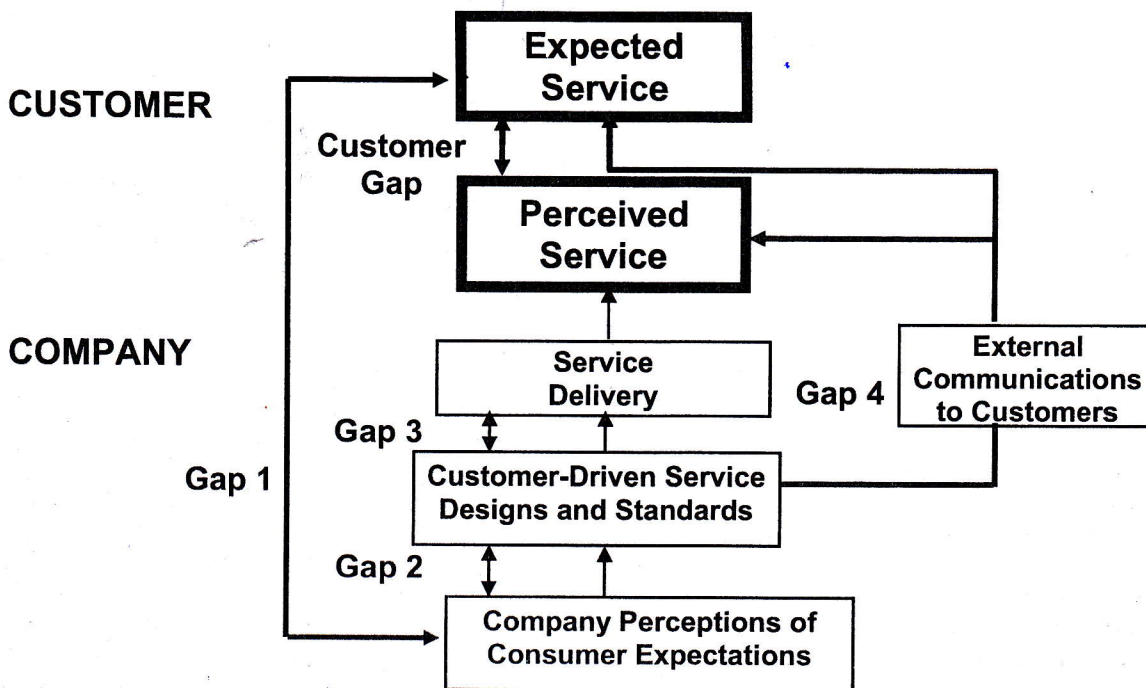 Expected
Service
CUSTOMER
Customer
Gap
Perceived
Service
COMPANY
Service
Delivery
External
Communications
to Customers
Gap 4
Gap 3
Gap 1
Customer-Driven Service
Designs and Standards
Gap 2
Company Perceptions of
Consumer Expectations